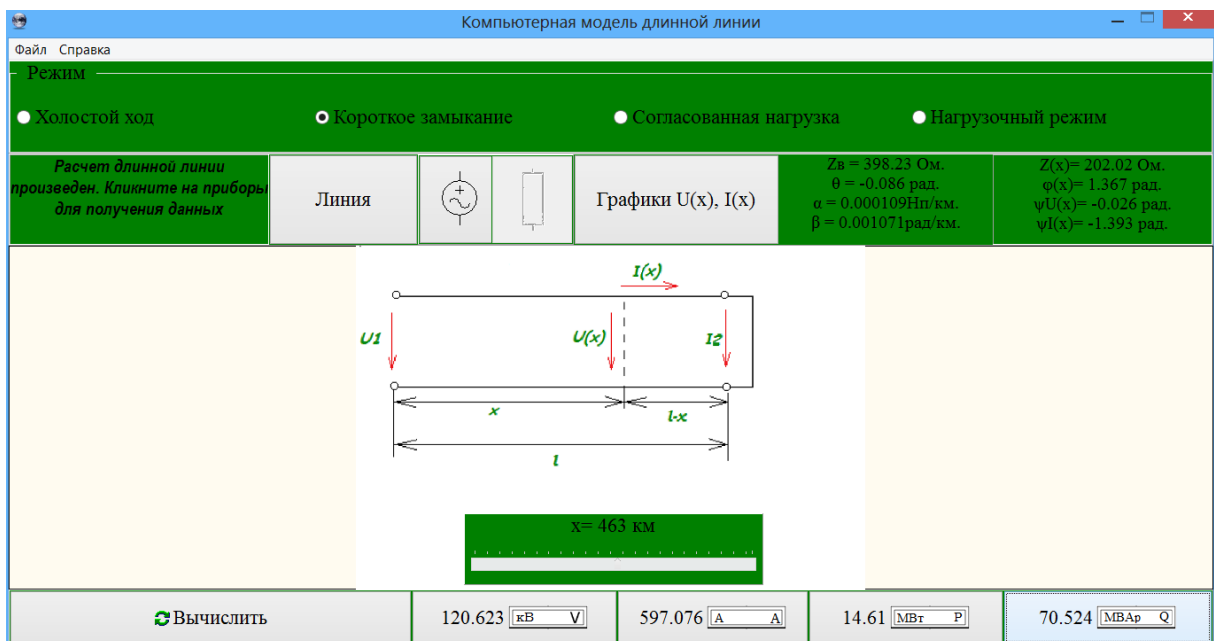 Компьютерная модель длинной линии
Файл Справка
Режим
Холостой ход
Короткое замыкание
Согласованная нагрузка
Нагрузочный режим
Расчет длинной линии
произведен. Кликните на приборы
для получения данных
Линия
Графики U(x), I(x)
Zв = 398.23 Ом.
θ = -0.086 рад.
α = 0.000109Нп/км.
β = 0.001071рад/км.
Z(x)= 202.02 Ом.
φ(x)= 1.367 рад.
ψU(x)= -0.026 рад.
ψI(x)= -1.393 рад.
I(x)
U1
U(x)
I2
x
l-x
l
x= 463 км
Вычислить
120.623 кВ V
597.076 А A
14.61 МВт P
70.524 МВАр Q